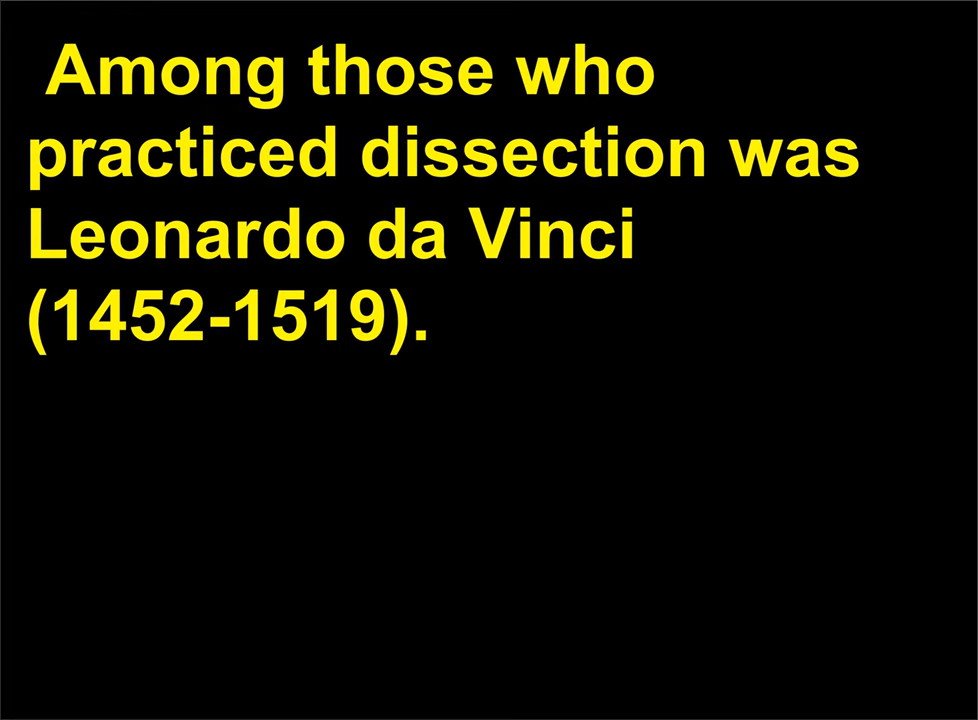 Among those who
practiced dissection was
Leonardo da Vinci
(1452-1519).